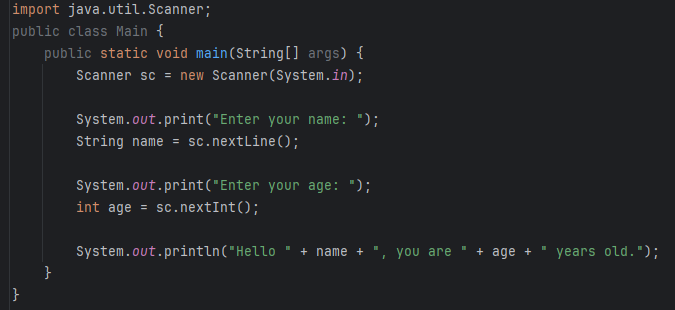 import java.util.Scanner;
public class Main {
    public static void main(String[] args) {
        Scanner sc = new Scanner(System.in);

        System.out.print("Enter your name: ");
        String name = sc.nextLine();

        System.out.print("Enter your age: ");
        int age = sc.nextInt();

        System.out.println("Hello " + name + ", you are " + age + " years old.");
    }
}